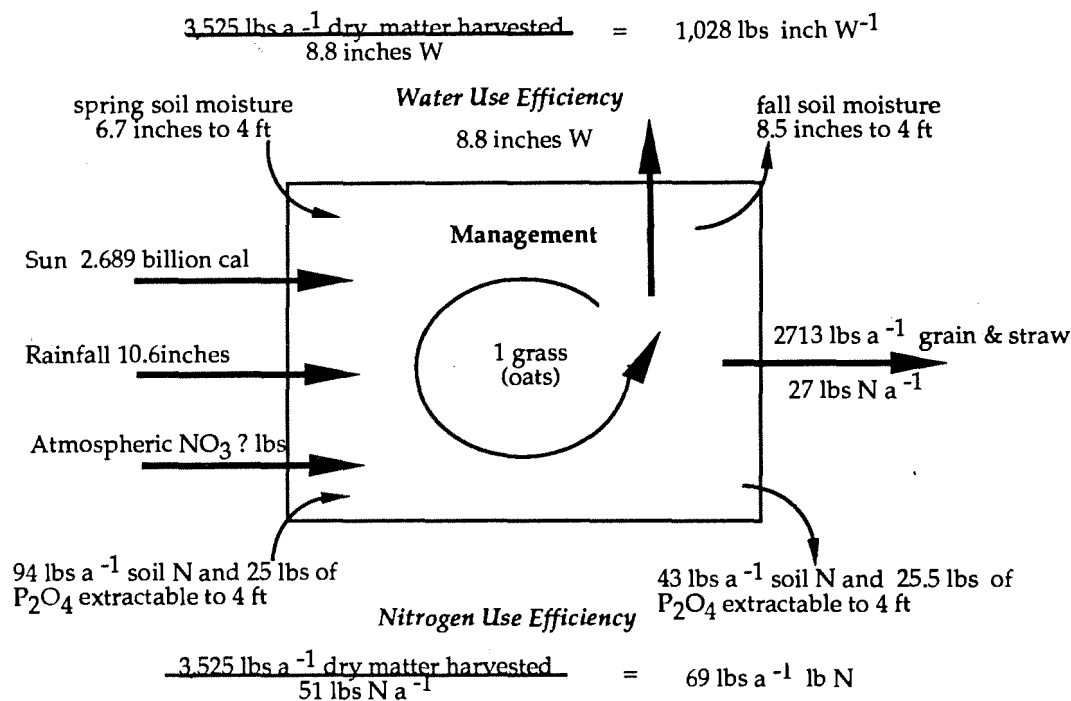 3,525 lbs a -1 dry matter harvested = 1,028 lbs inch W-1
8.8 inches W
Water Use Efficiency
spring soil moisture
6.7 inches to 4 ft
8.8 inches W
fall soil moisture
8.5 inches to 4 ft
Management
Sun 2.689 billion cal
Rainfall 10.6inches
Atmospheric NO3 ? lbs
1 grass
(oats)
2713 lbs a -1 grain & straw
27 lbs N a -1
94 lbs a -1 soil N and 25 lbs of
P2O4 extractable to 4 ft
43 lbs a -1 soil N and 25.5 lbs of
P2O4 extractable to 4 ft
Nitrogen Use Efficiency
3,525 lbs a -1 dry matter harvested = 69 lbs a -1 lb N
51 lbs N a -1